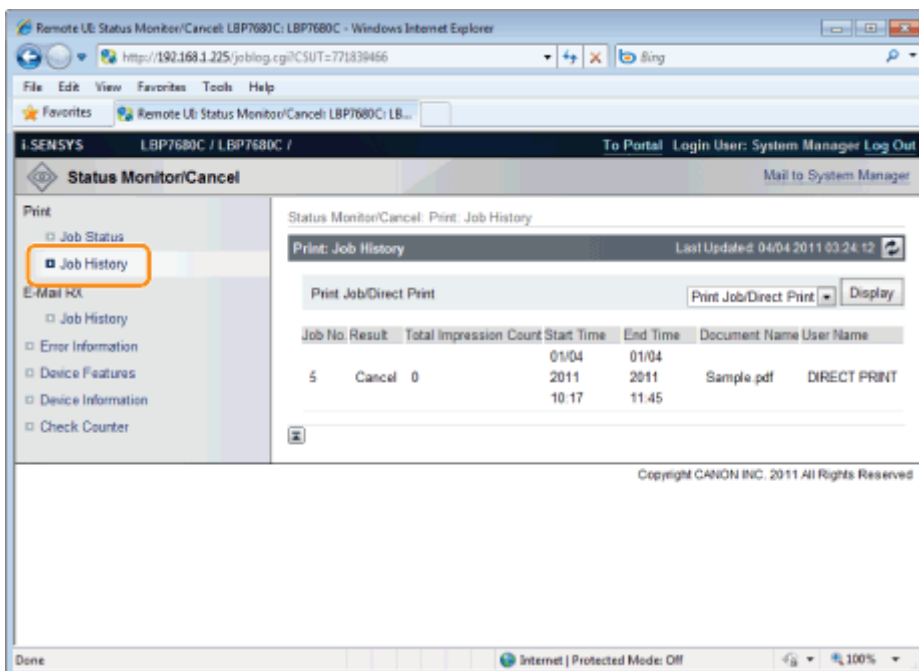 Remote UI: Status Monitor/Cancel: LBP7680C: LBP7680C - Windows Internet Explorer
http://192.168.1.225/joblog.cgi?CSUT=771839466
Bing
File Edit View Favorites Tools Help
Favorites Remote UI: Status Monitor/Cancel: LBP7680C: LB...
i-SENSYS LBP7680C / LBP7680C / To Portal Login User: System Manager Log Out
Status Monitor/Cancel Mail to System Manager
Print
Job Status
Job History
E-Mail RX
Job History
Error Information
Device Features
Device Information
Check Counter
Status Monitor/Cancel: Print: Job History
Print: Job History Last Updated: 04/04 2011 03:24:12
Print Job/Direct Print Print Job/Direct Print Display
Job No. Result Total Impression Count Start Time End Time Document Name User Name
01/04 01/04
5 Cancel 0 2011 2011 Sample.pdf DIRECT PRINT
10:17 11:45
Copyright CANON INC. 2011 All Rights Reserved
Done Internet | Protected Mode: Off 100%